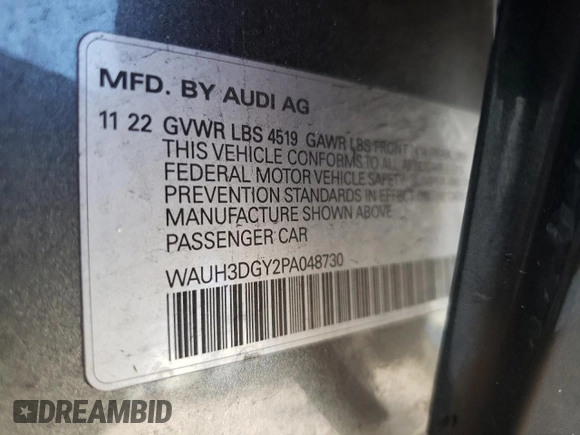 MFD. BY AUDI AG
11 22 GVWR LBS 4519 GAWR LBS FRONT
THIS VEHICLE CONFORMS TO ALL
FEDERAL MOTOR VEHICLE SAFETY
PREVENTION STANDARDS IN EFFECT
MANUFACTURE SHOWN ABOVE.
PASSENGER CAR
WAUH3DGY2PA048730
DREAMBID